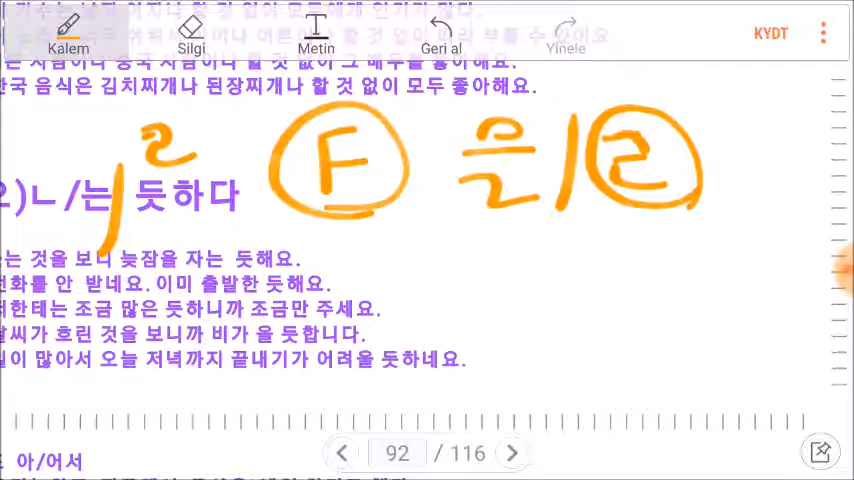 Kalem Silgi Metin Geri al Yinele KYDT
한국 음식은 김치찌개나 된장찌개나 할 것 없이 모두 좋아해요.
ㄹ F 을/ㄹ
)ㄴ/는 듯하다
는 것을 보니 늦잠을 자는 듯해요.
전화를 안 받네요. 이미 출발한 듯해요.
저한테는 조금 많은 듯하니까 조금만 주세요.
날씨가 흐린 것을 보니까 비가 올 듯합니다.
일이 많아서 오늘 저녁까지 끝내기가 어려울 듯하네요.
92 / 116
아/어서